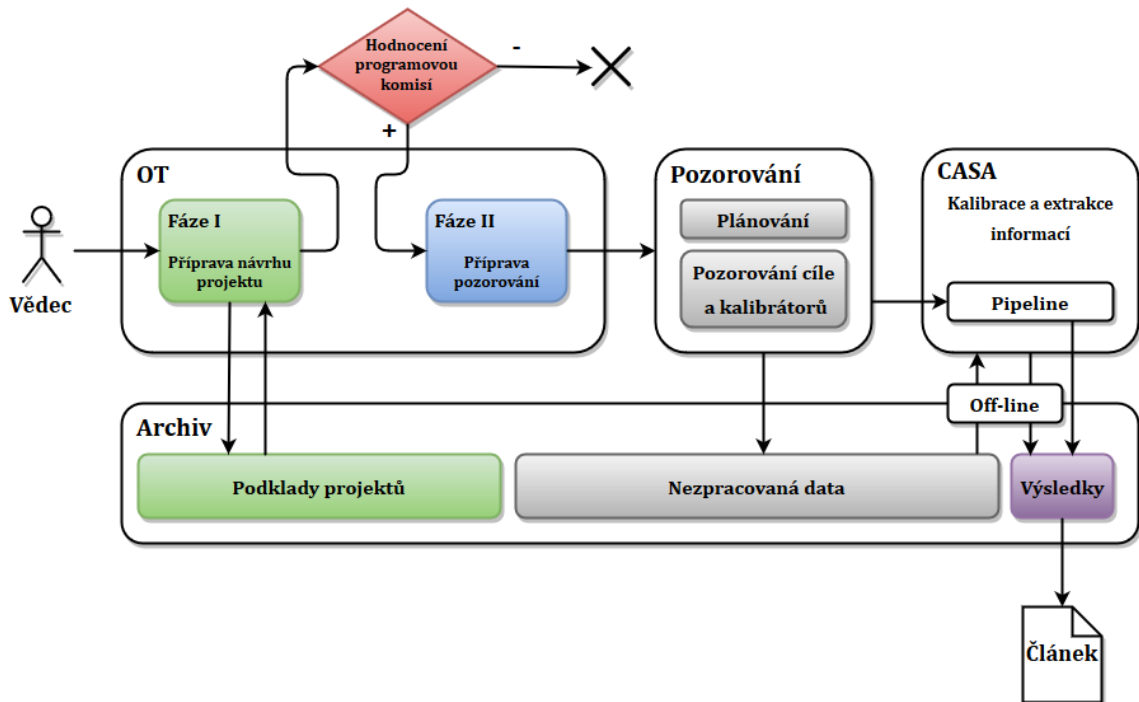 Hodnocení
programovou
komisí
-
+
OT
Fáze I
Příprava návrhu
projektu
Fáze II
Příprava
pozorování
Vědec
Pozorování
Plánování
Pozorování cíle
a kalibrátorů
CASA
Kalibrace a extrakce
informací
Pipeline
Off-line
Archiv
Podklady projektů
Nezpracovaná data
Výsledky
Článek